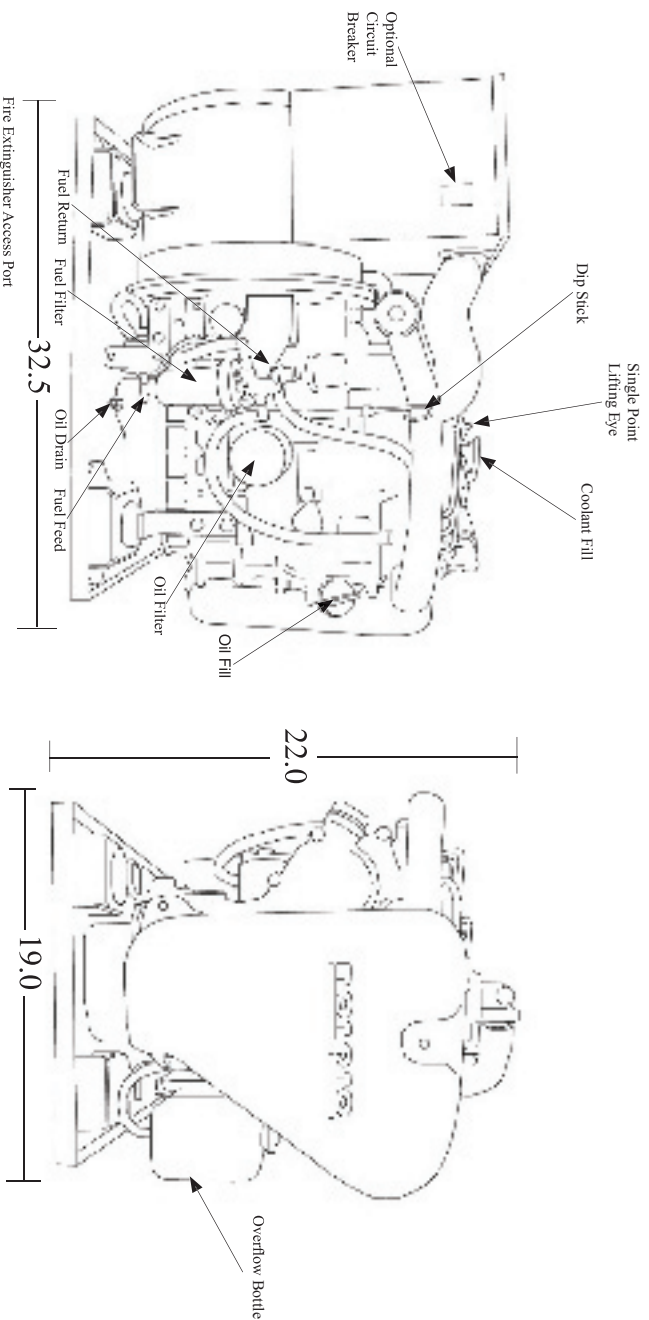 Single Point
Lifting Eye
Coolant Fill
Dip Stick
Optional
Circuit
Breaker
Oil Fill
Oil Filter
Fuel Return
Fuel Filter
Oil Drain
Fuel Feed
32.5
Fire Extinguisher Access Port
22.0
19.0
Overflow Bottle